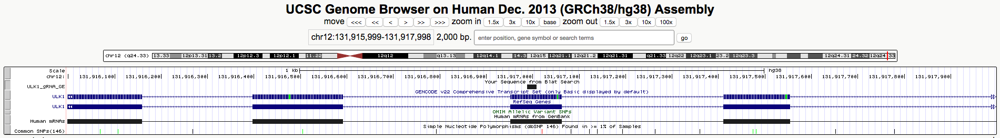 UCSC Genome Browser on Human Dec. 2013 (GRCh38/hg38) Assembly
move <<< << < > >> >>> zoom in 1.5x 3x 10x base zoom out 1.5x 3x 10x 100x
chr12:131,915,999-131,917,998 2,000 bp. enter position, gene symbol or search terms go
chr12 (q24.33) 13.33 12p13.31 13.2 12p12.3 12p12.1 11.22 12q12 q13.13 12q14.1 14.3 12q15 12q21.1 12q21.2 12q21.31 q21.33 12q22 12q23.1 23.2 12q23.3 12q24.31 24.32 12q24 33
Scale 1 kb hg38
chr12: 131,916,100 131,916,200 131,916,300 131,916,400 131,916,500 131,916,600 131,916,700 131,916,800 131,916,900 131,917,000 131,917,100 131,917,200 131,917,300 131,917,400 131,917,500 131,917,600 131,917,700 131,917,800 131,917,900
Your Sequence from Blat Search
ULK1_gRNA_GE
GENCODE v22 Comprehensive Transcript Set (only Basic displayed by default)
ULK1
RefSeq Genes
ULK1
OMIM Allelic Variant SNPs
Human mRNAs from GenBank
Human mRNAs
Simple Nucleotide Polymorphisms (dbSNP 146) Found in >= 1% of Samples
Common SNPs(146)